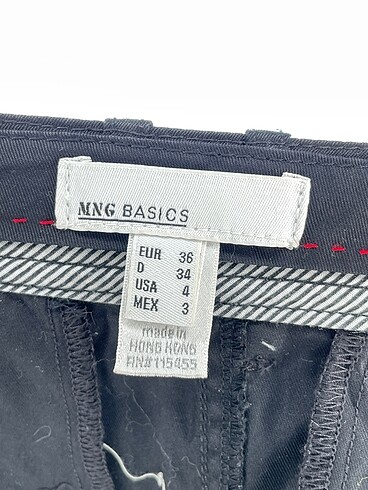 MNG BASICS
EUR 36
D 34
USA 4
MEX 3
made in
HONG KONG
RN#115455